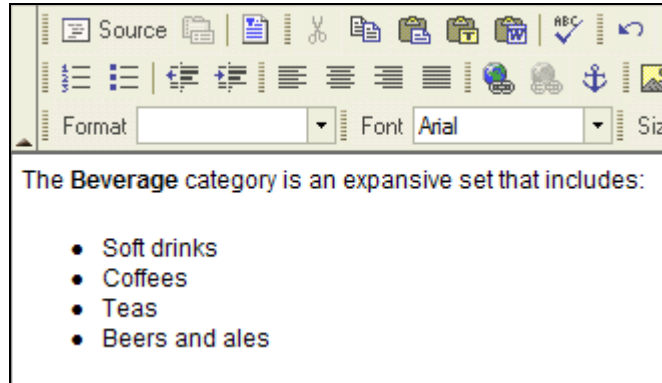 Source ABC
Format Font Arial Siz
The Beverage category is an expansive set that includes:
• Soft drinks
• Coffees
• Teas
• Beers and ales